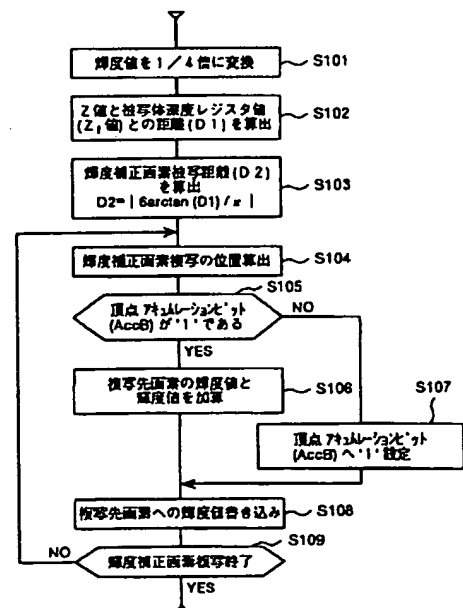 輝度値を1/4倍に変換
S101
Z値と被写体深度レジスタ値
(Zf値)との距離(D1)を算出
S102
輝度補正画素複写距離(D2)
を算出
D2=|6arctan(D1)/π|
S103
輝度補正画素複写の位置算出
S104
S105
頂点アキュムレーションビット
(AccB)が'1'である
NO
YES
複写先画素の輝度値と
輝度値を加算
S106
S107
頂点アキュムレーションビット
(AccB)へ'1'設定
複写先画素への輝度値書き込み
S108
S109
NO
輝度補正画素複写終了
YES